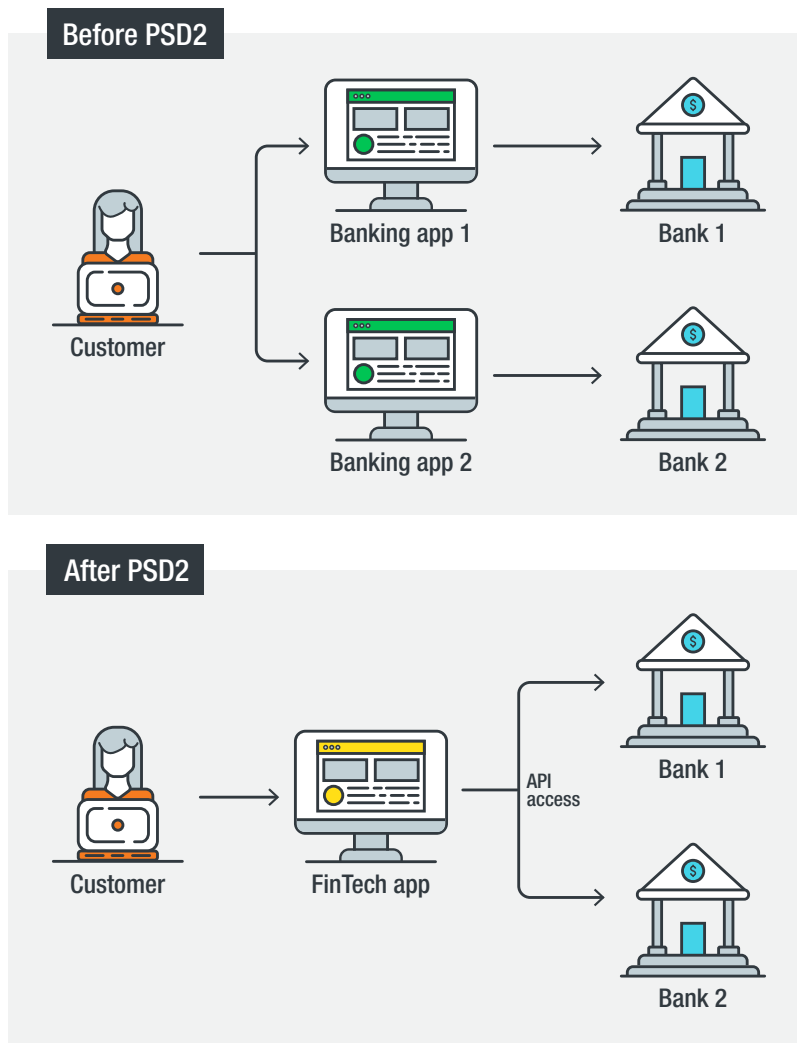 Before PSD2
Banking app 1
Bank 1
Customer
Banking app 2
Bank 2
After PSD2
Bank 1
API
access
Customer
FinTech app
Bank 2
$
$
$
$